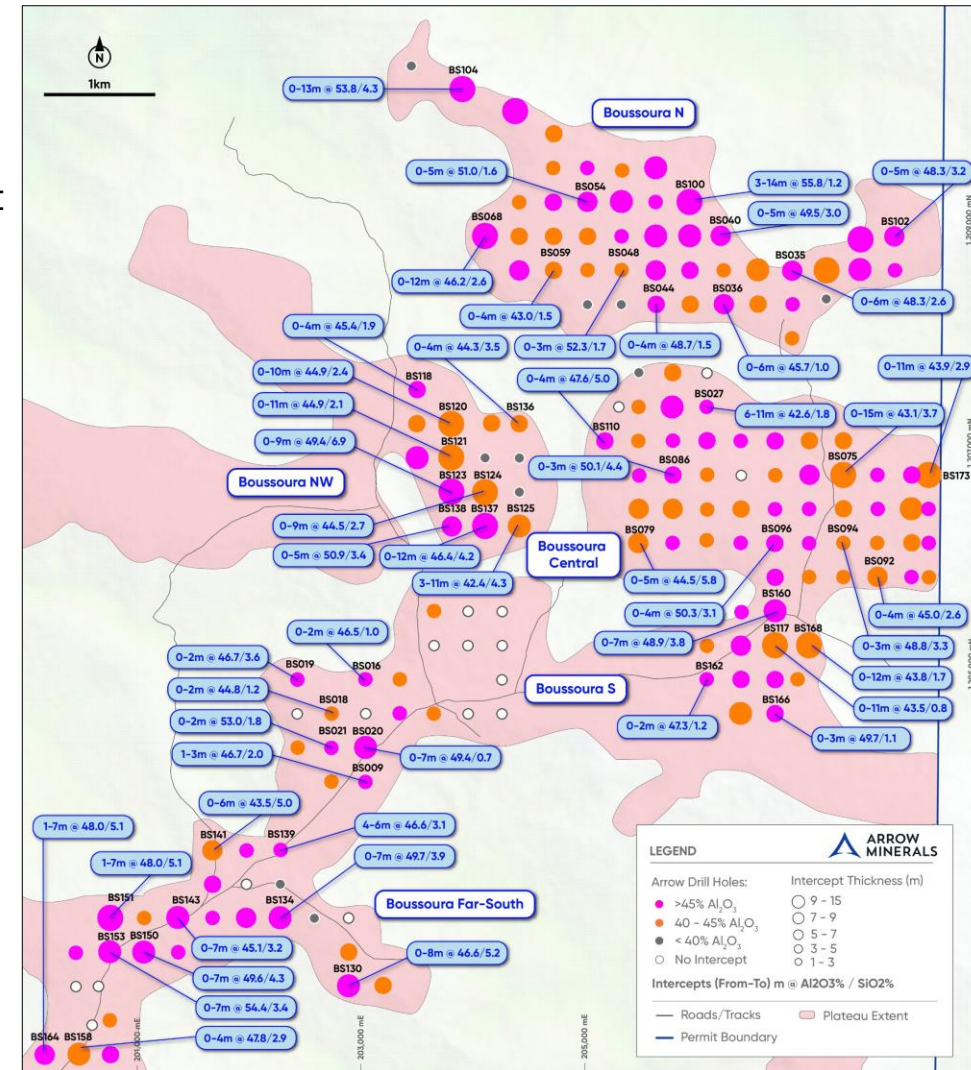 N
1km
BS104
0-13m @ 53.8/4.3
Boussoura N
0-5m @ 51.0/1.6
BS054
BS100
3-14m @ 55.8/1.2
0-5m @ 48.3/3.2
BS068
BS040
0-5m @ 49.5/3.0
BS102
209,000 mN
BS059
BS048
BS035
0-12m @ 46.2/2.6
BS044
BS036
0-6m @ 48.3/2.6
0-4m @ 43.0/1.5
0-4m @ 45.4/1.9
0-4m @ 44.3/3.5
0-3m @ 52.3/1.7
0-4m @ 48.7/1.5
0-10m @ 44.9/2.4
BS118
0-4m @ 47.6/5.0
0-6m @ 45.7/1.0
0-11m @ 43.9/2.9
0-11m @ 44.9/2.1
BS120
BS136
BS110
BS027
6-11m @ 42.6/1.8
0-15m @ 43.1/3.7
0-9m @ 49.4/6.9
BS121
0-3m @ 50.1/4.4
BS086
BS075
BS173
Boussoura NW
BS123
BS124
0-9m @ 44.5/2.7
BS138
BS137
BS125
BS079
BS096
BS094
0-5m @ 50.9/3.4
0-12m @ 46.4/4.2
Boussoura
Central
BS092
3-11m @ 42.4/4.3
0-5m @ 44.5/5.8
0-4m @ 50.3/3.1
BS160
0-4m @ 45.0/2.6
0-2m @ 46.5/1.0
0-7m @ 48.9/3.8
BS117
BS168
0-3m @ 48.8/3.3
0-2m @ 46.7/3.6
BS019
BS016
BS162
0-12m @ 43.8/1.7
0-2m @ 44.8/1.2
BS018
Boussoura S
0-11m @ 43.5/0.8
0-2m @ 53.0/1.8
BS021
BS020
0-2m @ 47.3/1.2
BS166
1-3m @ 46.7/2.0
BS009
0-7m @ 49.4/0.7
0-3m @ 49.7/1.1
0-6m @ 43.5/5.0
1-7m @ 48.0/5.1
BS141
BS139
4-6m @ 46.6/3.1
1-7m @ 48.0/5.1
0-7m @ 49.7/3.9
BS151
BS143
BS134
Boussoura Far-South
BS153
BS150
0-7m @ 45.1/3.2
0-8m @ 46.6/5.2
0-7m @ 49.6/4.3
BS130
0-7m @ 54.4/3.4
BS164
BS158
0-4m @ 47.8/2.9
201,000 mE
203,000 mE
205,000 mE
LEGEND
ARROW
MINERALS
Arrow Drill Holes:
>45% Al₂O₃
40 - 45% Al₂O₃
< 40% Al₂O₃
No Intercept
Intercept Thickness (m)
9 - 15
7 - 9
5 - 7
3 - 5
1 - 3
Intercepts (From-To) m @ Al2O3% / SiO2%
Roads/Tracks
Plateau Extent
Permit Boundary